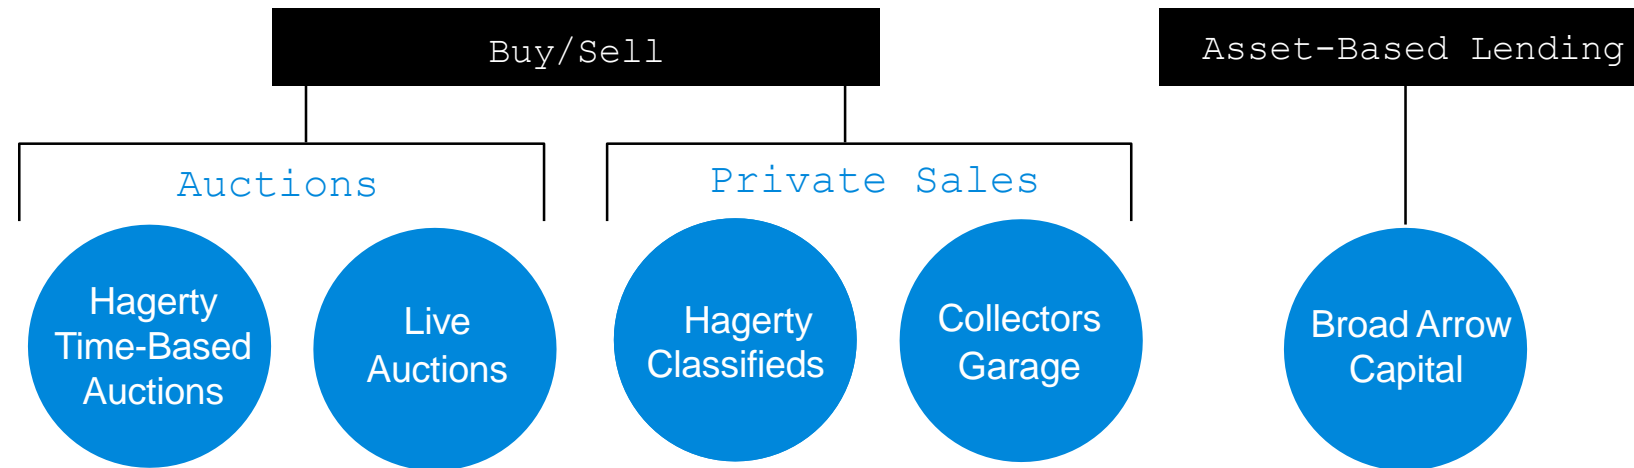 Buy/Sell
Asset-Based Lending
Auctions
Private Sales
Hagerty
Time-Based
Auctions
Live
Auctions
Hagerty
Classifieds
Collectors
Garage
Broad Arrow
Capital